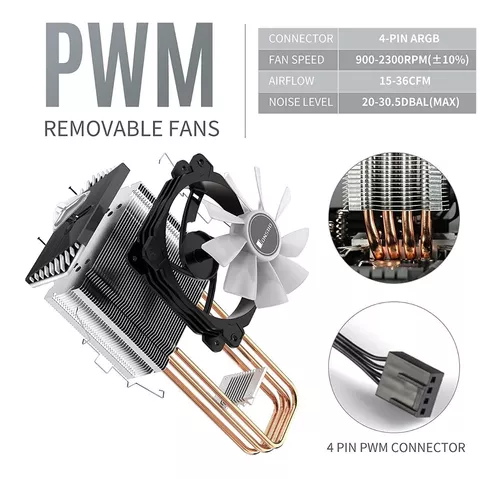 PWM
REMOVABLE FANS
CONNECTOR 4-PIN ARGB
FAN SPEED 900-2300RPM(±10%)
AIRFLOW 15-36CFM
NOISE LEVEL 20-30.5DBAL(MAX)
4 PIN PWM CONNECTOR